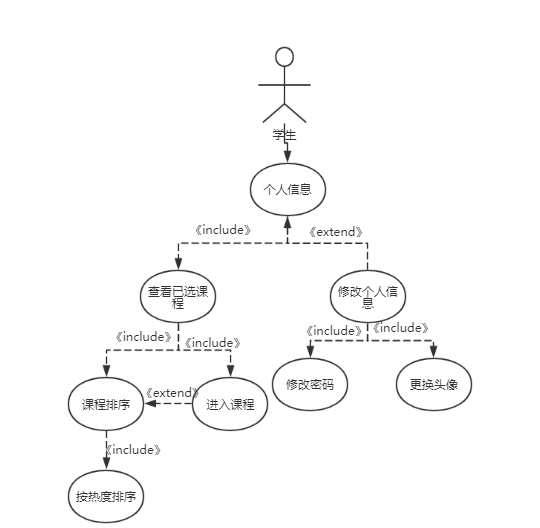 学生
个人信息
《include》
《extend》
查看已选课
程
修改个人信
息
《include》
《include》
《include》
《include》
修改密码
更换头像
课程排序
《extend》
进入课程
《include》
按热度排序